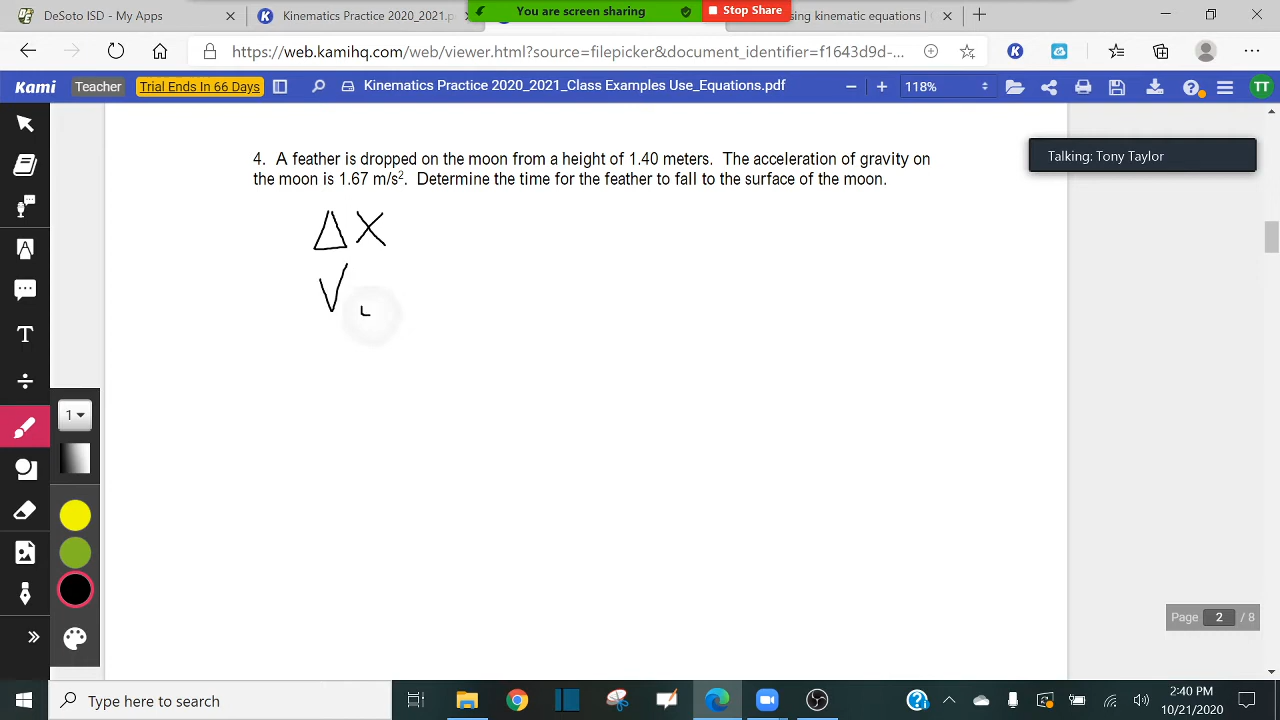 Soto ISD - My Apps
Kinematics Practice 2020_2021.p
You are screen sharing
Stop Share
sing kinematic equations (
https://web.kamihq.com/web/viewer.html?source=filepicker&document_identifier=f1643d9d-...
Kami
Teacher
Trial Ends In 66 Days
Kinematics Practice 2020_2021_Class Examples Use_Equations.pdf
118%
TT
Talking: Tony Taylor
4. A feather is dropped on the moon from a height of 1.40 meters. The acceleration of gravity on
the moon is 1.67 m/s². Determine the time for the feather to fall to the surface of the moon.
Δ X
V
1
Page 2 / 8
Type here to search
2:40 PM
10/21/2020